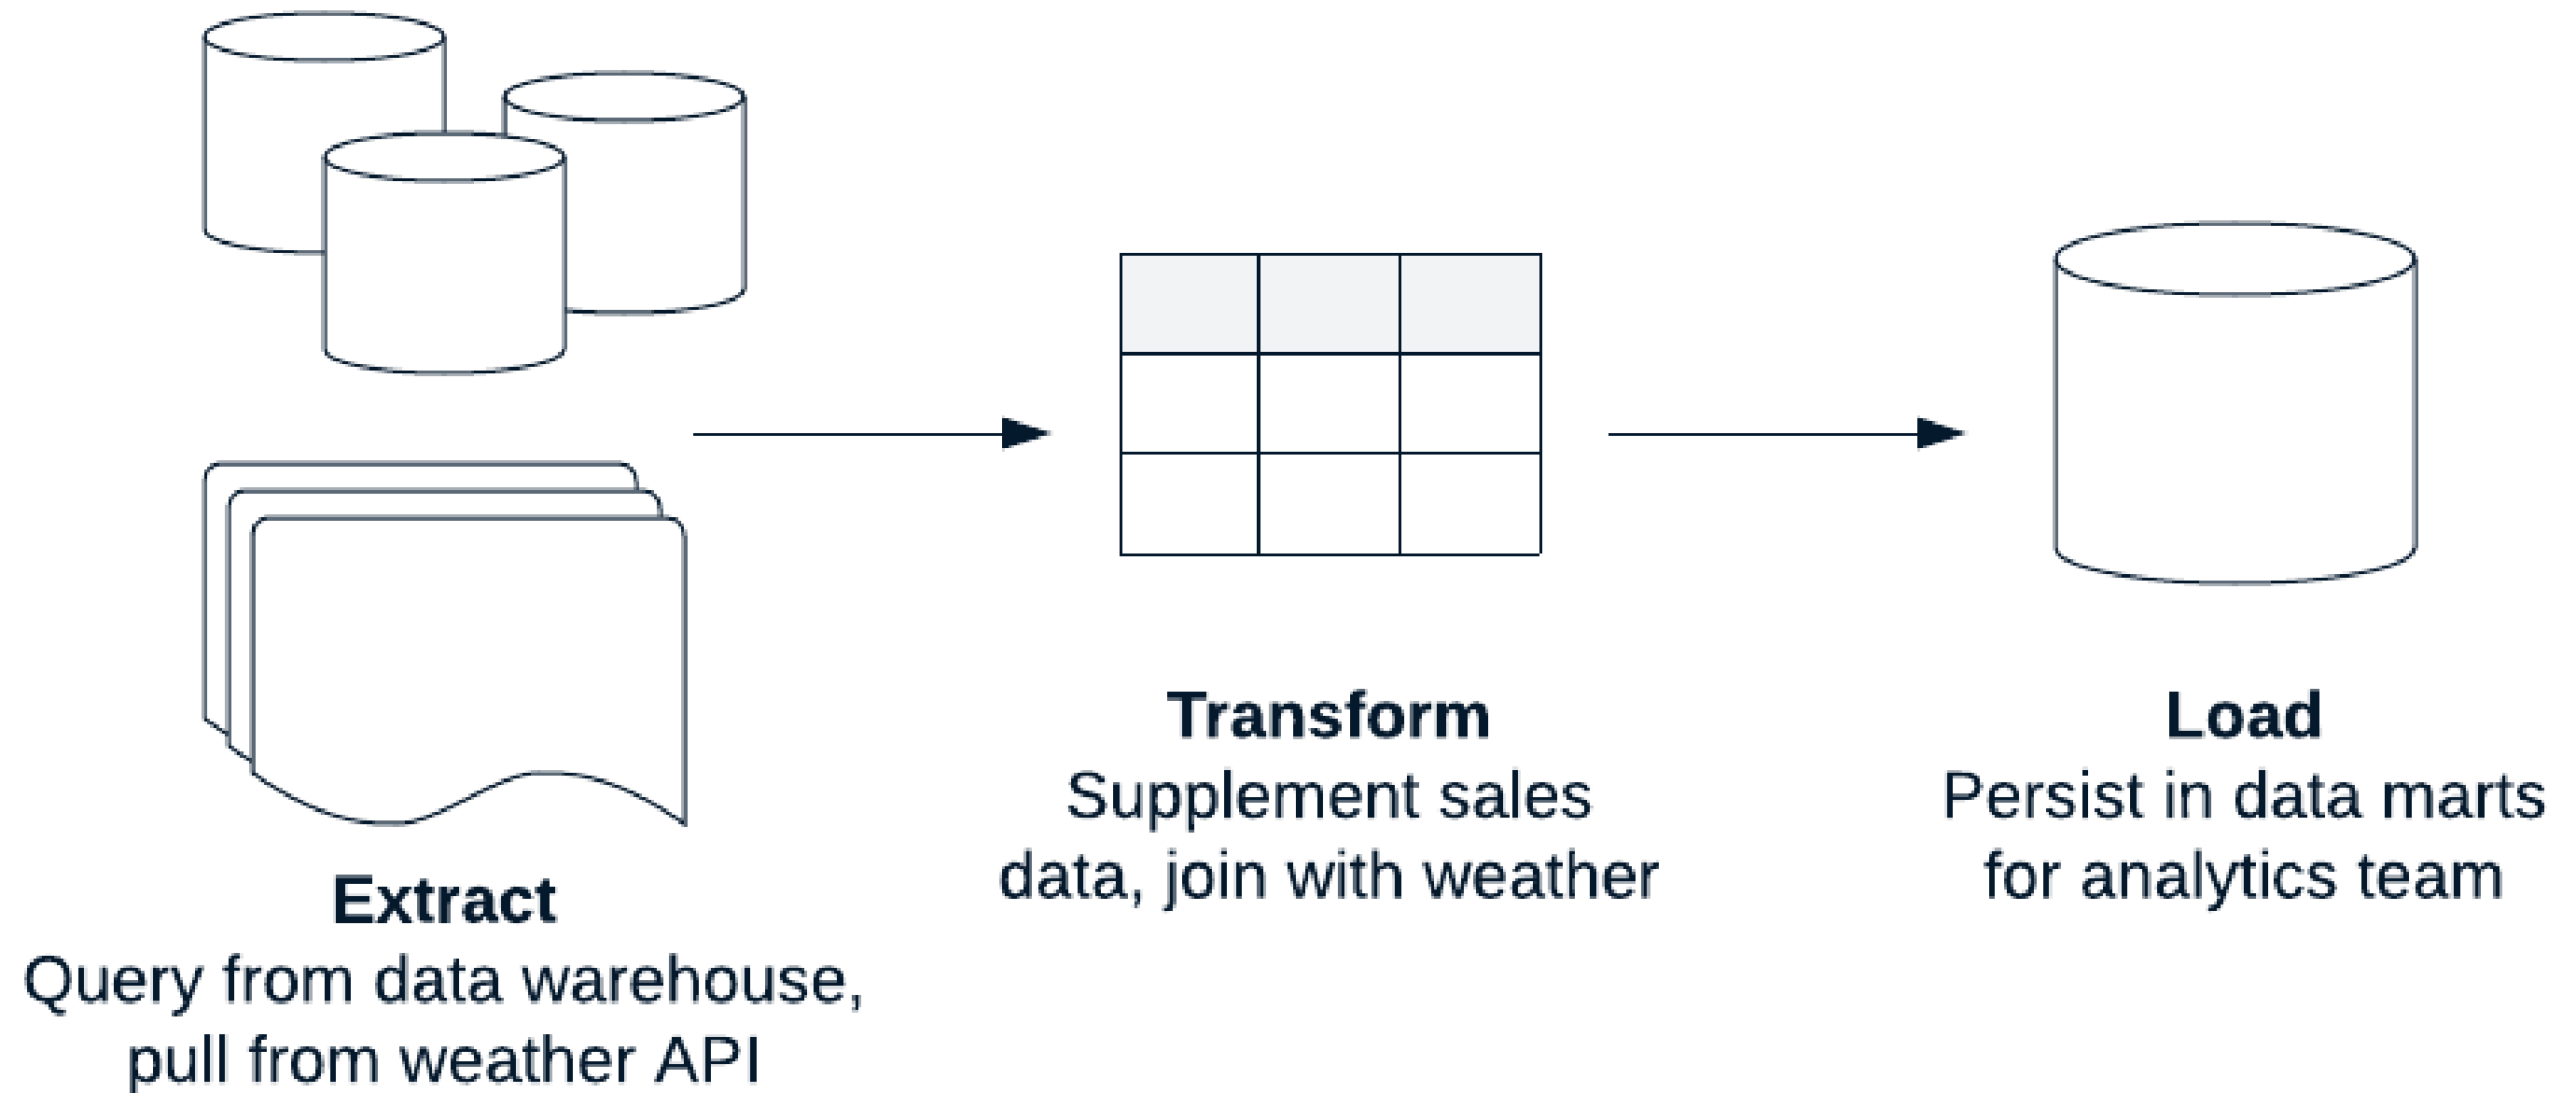 Extract
Query from data warehouse,
pull from weather API
Transform
Supplement sales
data, join with weather
Load
Persist in data marts
for analytics team